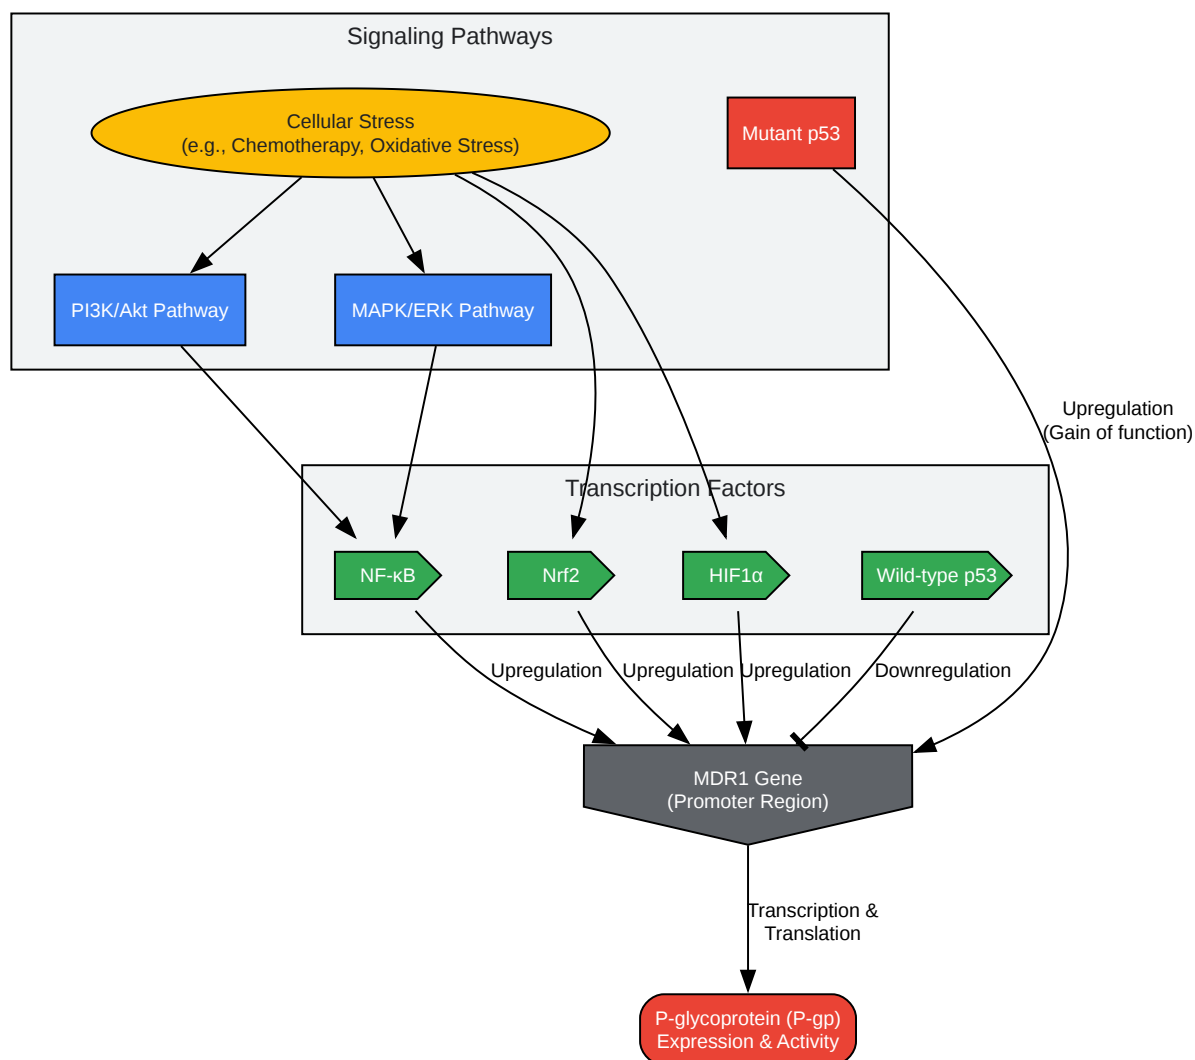 Signaling Pathways
Cellular Stress
(e.g., Chemotherapy, Oxidative Stress)
Mutant p53
PI3K/Akt Pathway
MAPK/ERK Pathway
Upregulation
(Gain of function)
Transcription Factors
NF-κB
Nrf2
HIF1α
Wild-type p53
Upregulation
Upregulation
Upregulation
Downregulation
MDR1 Gene
(Promoter Region)
Transcription &
Translation
P-glycoprotein (P-gp)
Expression & Activity